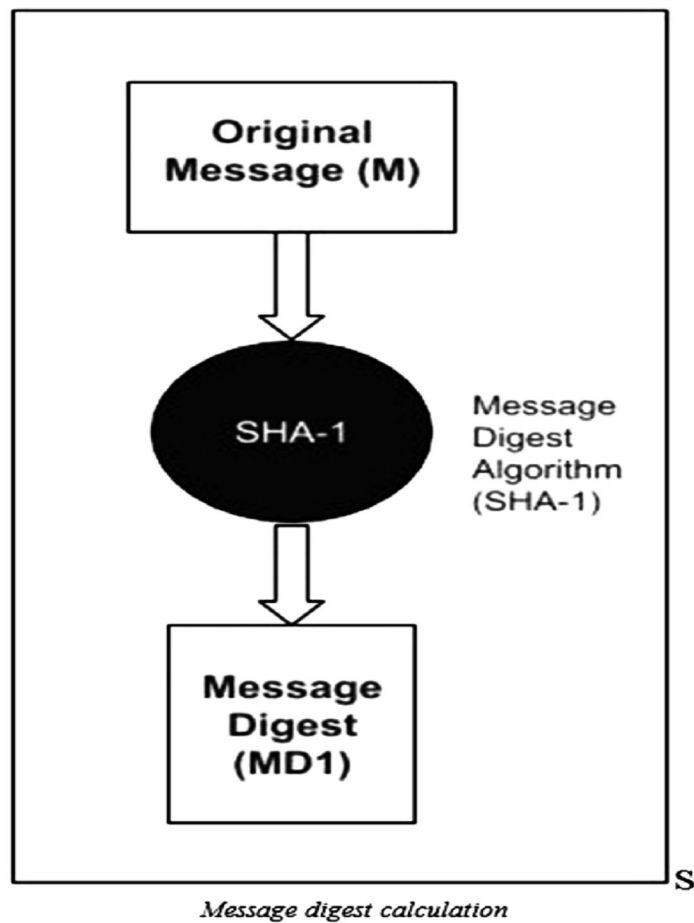 Original
Message (M)
SHA-1
Message
Digest
Algorithm
(SHA-1)
Message
Digest
(MD1)
S
Message digest calculation